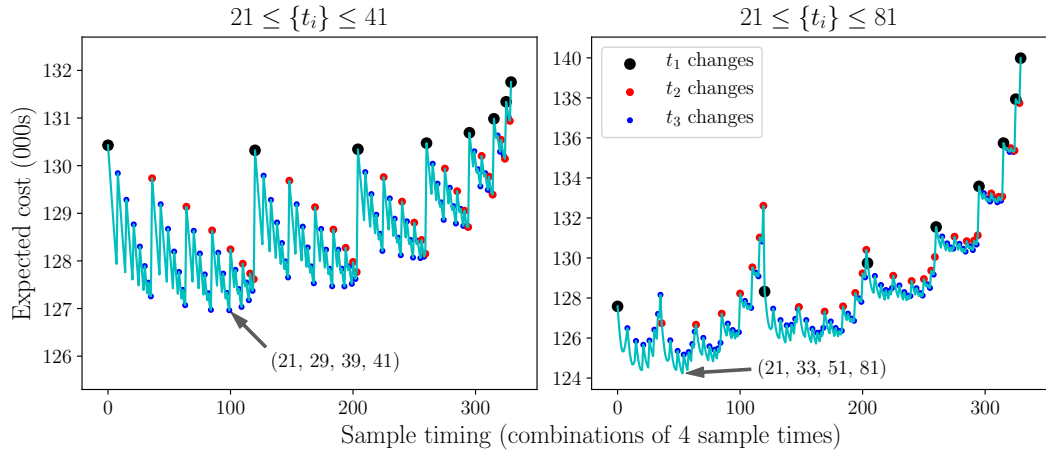 21 ≤ {t_i} ≤ 41
21 ≤ {t_i} ≤ 81
Expected cost (000s)
132
131
130
129
128
127
126
(21, 29, 39, 41)
0
100
200
300
140
138
136
134
132
130
128
126
124
t_1 changes
t_2 changes
t_3 changes
(21, 33, 51, 81)
0
100
200
300
Sample timing (combinations of 4 sample times)